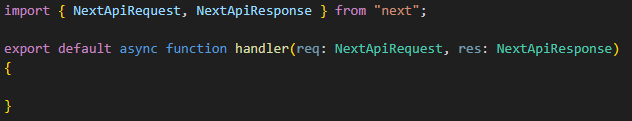 import { NextApiRequest, NextApiResponse } from "next";
export default async function handler(req: NextApiRequest, res: NextApiResponse)
{
}